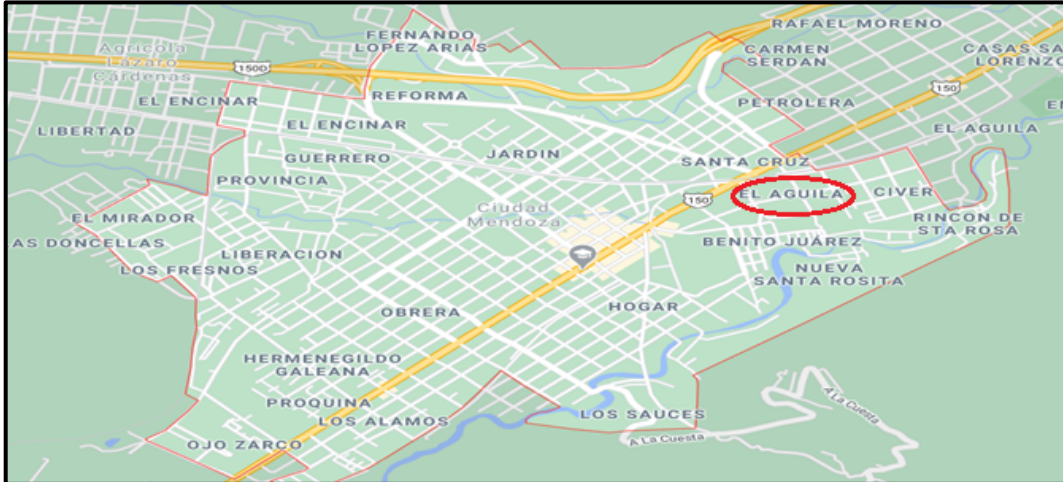 RAFAEL MORENO
FERNANDO
LOPEZ ARIAS
Agrícola
Lázaro
Cárdenas
CARMEN
SERDAN
CASAS SA
LORENZO
150D
150
REFORMA
EL ENCINAR
PETROLERA
EL ENCINAR
LIBERTAD
EL AGUILA
JARDIN
GUERRERO
SANTA CRUZ
PROVINCIA
150
EL AGUILA
CIVER
Ciudad
Mendoza
EL MIRADOR
RINCON DE
STA ROSA
AS DONCELLAS
BENITO JUÁREZ
LIBERACION
LOS FRESNOS
NUEVA
SANTA ROSITA
OBRERA
HOGAR
HERMENEGILDO
GALEANA
PROQUINA
LOS ALAMOS
LOS SAUCES
A La Cuesta
A La Cuesta
A La Cuesta
OJO ZARCO